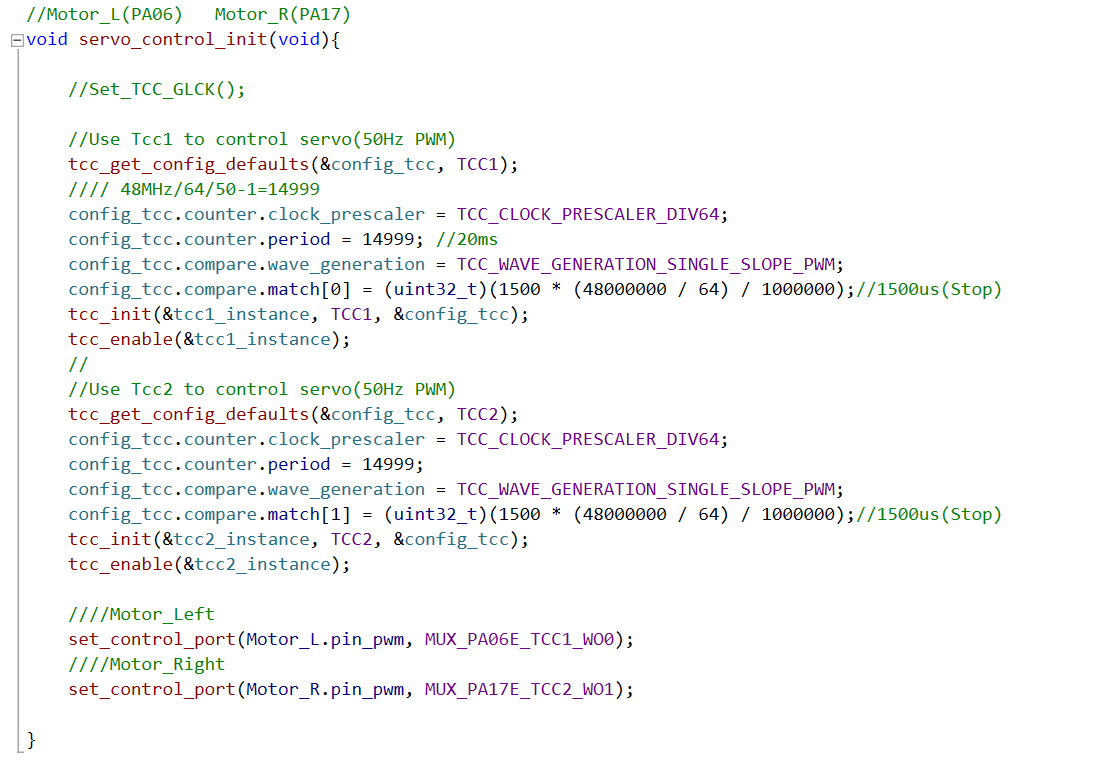 //Motor_L(PA06)   Motor_R(PA17)
void servo_control_init(void){
//Set_TCC_GLCK();
//Use Tcc1 to control servo(50Hz PWM)
tcc_get_config_defaults(&config_tcc, TCC1);
//// 48MHz/64/50-1=14999
config_tcc.counter.clock_prescaler = TCC_CLOCK_PRESCALER_DIV64;
config_tcc.counter.period = 14999; //20ms
config_tcc.compare.wave_generation = TCC_WAVE_GENERATION_SINGLE_SLOPE_PWM;
config_tcc.compare.match[0] = (uint32_t)(1500 * (48000000 / 64) / 1000000);//1500us(Stop)
tcc_init(&tcc1_instance, TCC1, &config_tcc);
tcc_enable(&tcc1_instance);
//
//Use Tcc2 to control servo(50Hz PWM)
tcc_get_config_defaults(&config_tcc, TCC2);
config_tcc.counter.clock_prescaler = TCC_CLOCK_PRESCALER_DIV64;
config_tcc.counter.period = 14999;
config_tcc.compare.wave_generation = TCC_WAVE_GENERATION_SINGLE_SLOPE_PWM;
config_tcc.compare.match[1] = (uint32_t)(1500 * (48000000 / 64) / 1000000);//1500us(Stop)
tcc_init(&tcc2_instance, TCC2, &config_tcc);
tcc_enable(&tcc2_instance);
////Motor_Left
set_control_port(Motor_L.pin_pwm, MUX_PA06E_TCC1_WO0);
////Motor_Right
set_control_port(Motor_R.pin_pwm, MUX_PA17E_TCC2_WO1);
}